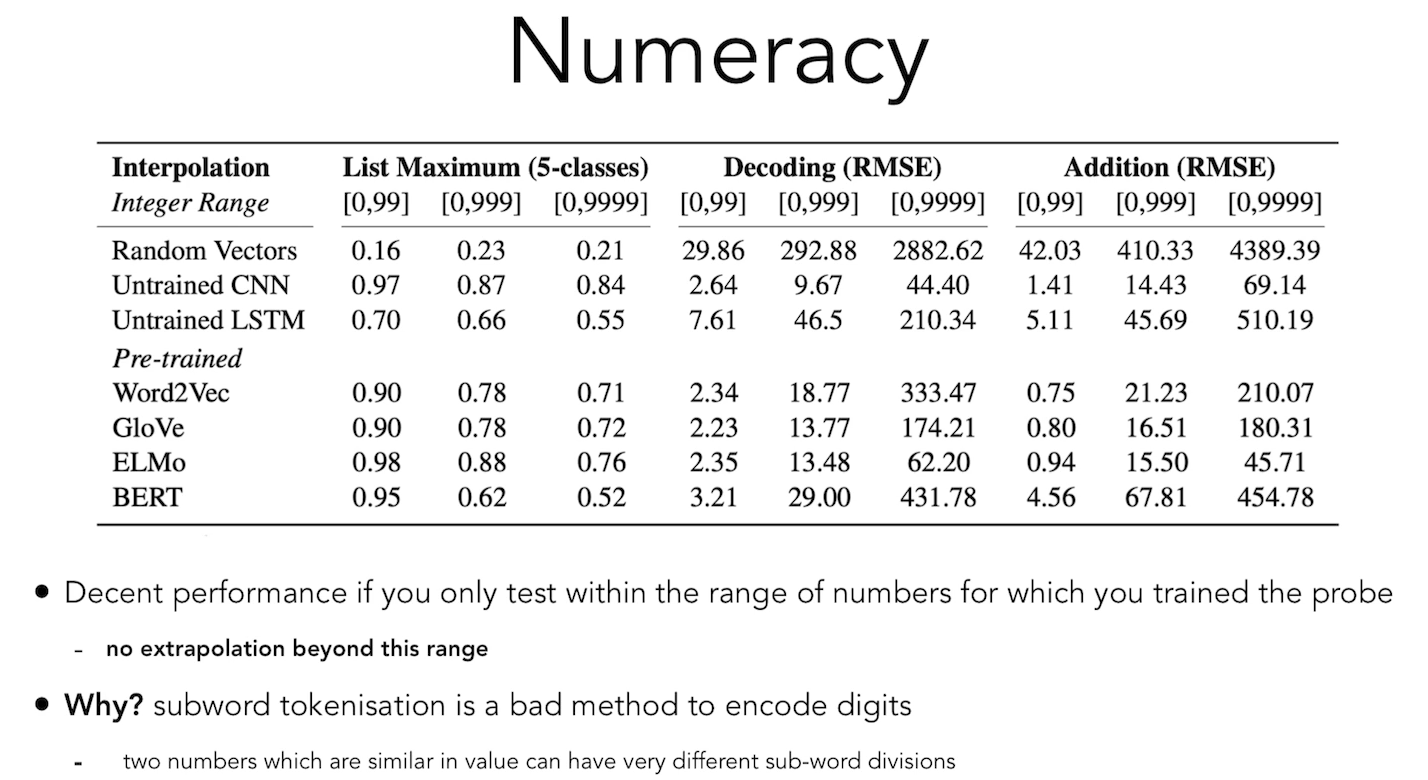 Numeracy
Interpolation List Maximum (5-classes) Decoding (RMSE) Addition (RMSE)
Integer Range [0,99] [0,999] [0,9999] [0,99] [0,999] [0,9999] [0,99] [0,999] [0,9999]
Random Vectors 0.16 0.23 0.21 29.86 292.88 2882.62 42.03 410.33 4389.39
Untrained CNN 0.97 0.87 0.84 2.64 9.67 44.40 1.41 14.43 69.14
Untrained LSTM 0.70 0.66 0.55 7.61 46.5 210.34 5.11 45.69 510.19
Pre-trained
Word2Vec 0.90 0.78 0.71 2.34 18.77 333.47 0.75 21.23 210.07
GloVe 0.90 0.78 0.72 2.23 13.77 174.21 0.80 16.51 180.31
ELMo 0.98 0.88 0.76 2.35 13.48 62.20 0.94 15.50 45.71
BERT 0.95 0.62 0.52 3.21 29.00 431.78 4.56 67.81 454.78
• Decent performance if you only test within the range of numbers for which you trained the probe
- no extrapolation beyond this range
• Why? subword tokenisation is a bad method to encode digits
- two numbers which are similar in value can have very different sub-word divisions